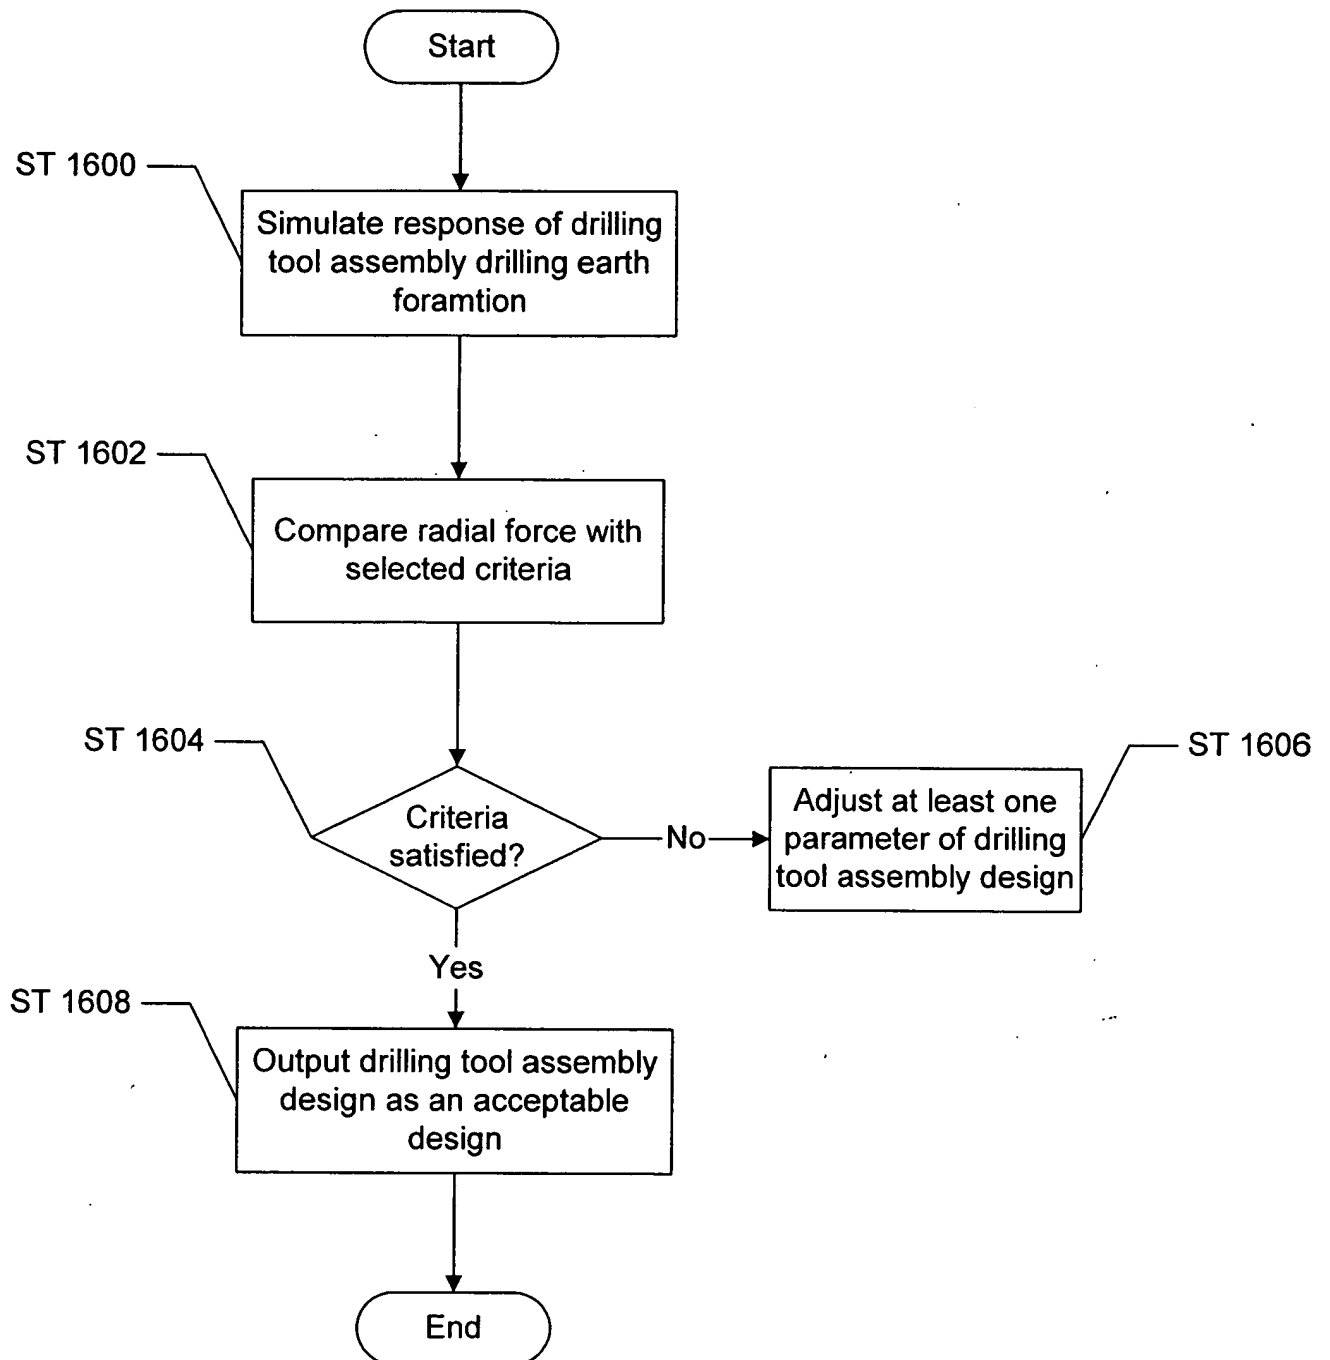 Start
ST 1600
Simulate response of drilling
tool assembly drilling earth
foramtion
ST 1602
Compare radial force with
selected criteria
ST 1604
Criteria
satisfied?
No
ST 1606
Adjust at least one
parameter of drilling
tool assembly design
Yes
ST 1608
Output drilling tool assembly
design as an acceptable
design
End